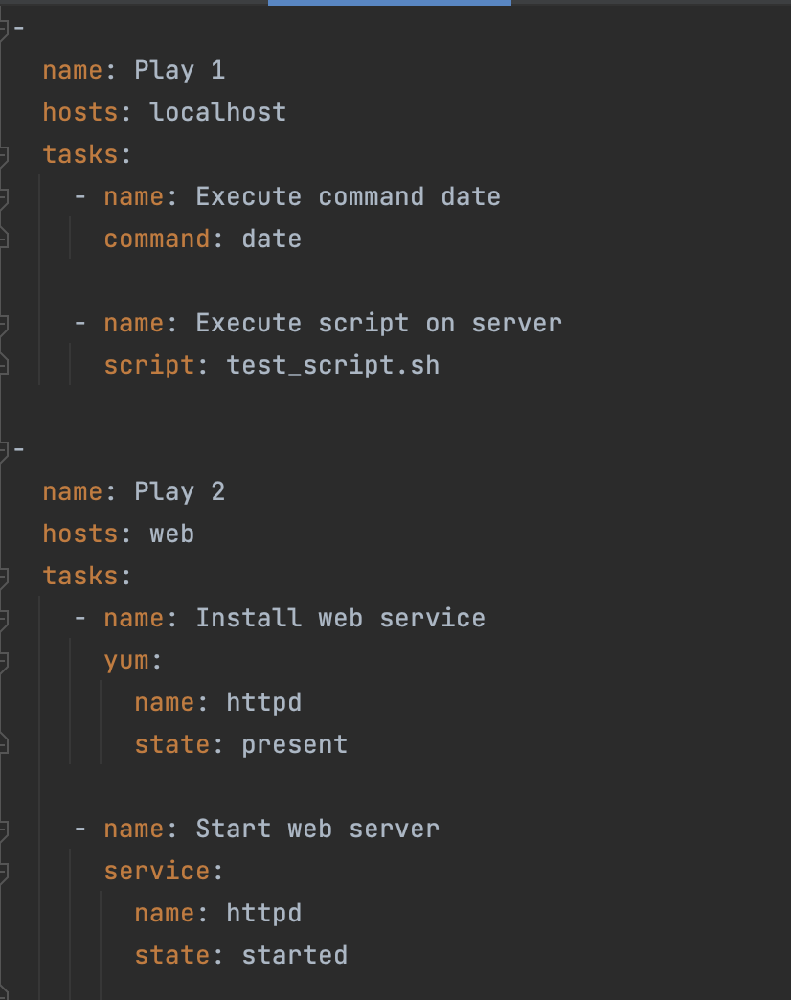 -
name: Play 1
hosts: localhost
tasks:
- name: Execute command date
command: date
- name: Execute script on server
script: test_script.sh
-
name: Play 2
hosts: web
tasks:
- name: Install web service
yum:
name: httpd
state: present
- name: Start web server
service:
name: httpd
state: started